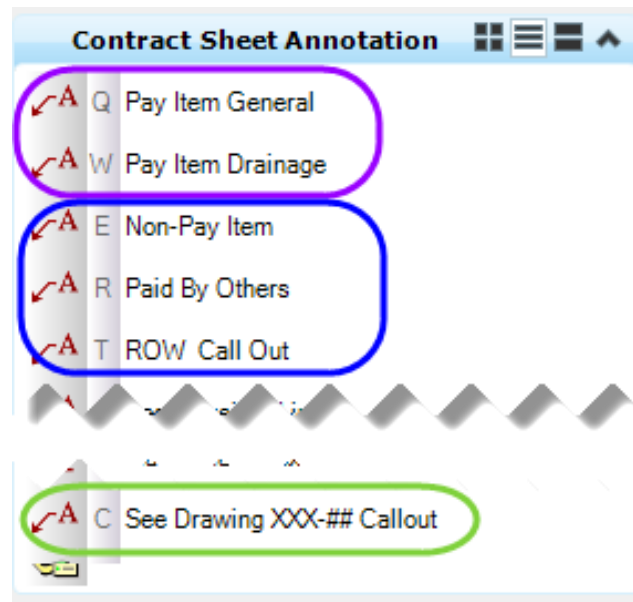 Contract Sheet Annotation
A Q Pay Item General
A W Pay Item Drainage
A E Non-Pay Item
A R Paid By Others
A T ROW Call Out
A C See Drawing XXX-## Callout